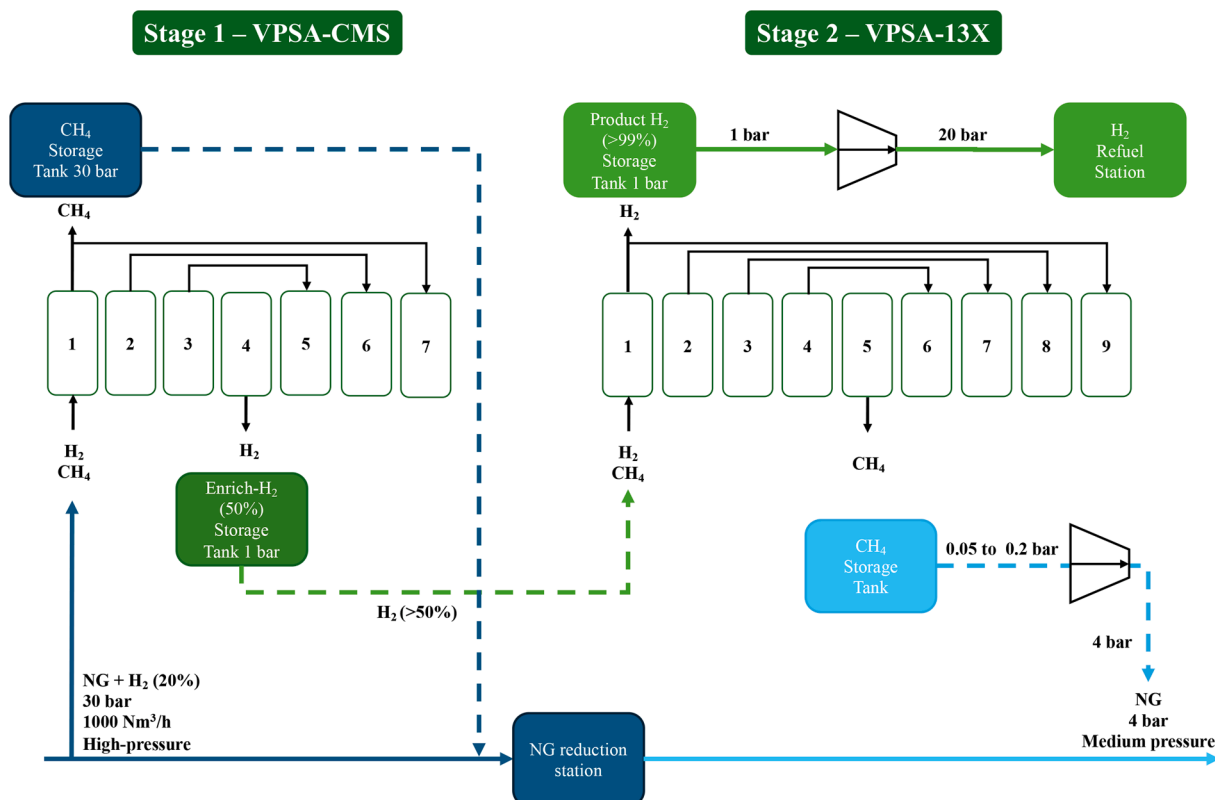 Stage 1 – VPSA-CMS
Stage 2 – VPSA-13X
CH₄
Storage
Tank 30 bar
CH₄
1
2
3
4
5
6
7
H₂
CH₄
H₂
Enrich-H₂
(50%)
Storage
Tank 1 bar
H₂ (>50%)
NG + H₂ (20%)
30 bar
1000 Nm³/h
High-pressure
NG reduction
station
Product H₂
(>99%)
Storage
Tank 1 bar
1 bar
20 bar
H₂
Refuel
Station
H₂
1
2
3
4
5
6
7
8
9
H₂
CH₄
CH₄
CH₄
Storage
Tank
0.05 to 0.2 bar
4 bar
NG
4 bar
Medium pressure